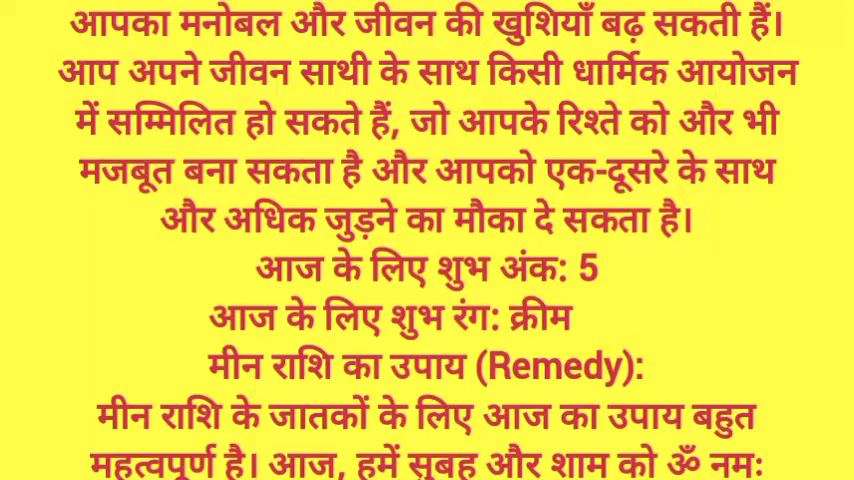 आपका मनोबल और जीवन की खुशियाँ बढ़ सकती हैं।
आप अपने जीवन साथी के साथ किसी धार्मिक आयोजन
में सम्मिलित हो सकते हैं, जो आपके रिश्ते को और भी
मजबूत बना सकता है और आपको एक-दूसरे के साथ
और अधिक जुड़ने का मौका दे सकता है।
आज के लिए शुभ अंक: 5
आज के लिए शुभ रंग: क्रीम
मीन राशि का उपाय (Remedy):
मीन राशि के जातकों के लिए आज का उपाय बहुत
महत्वपूर्ण है। आज, हमें सुबह और शाम को ॐ नमः